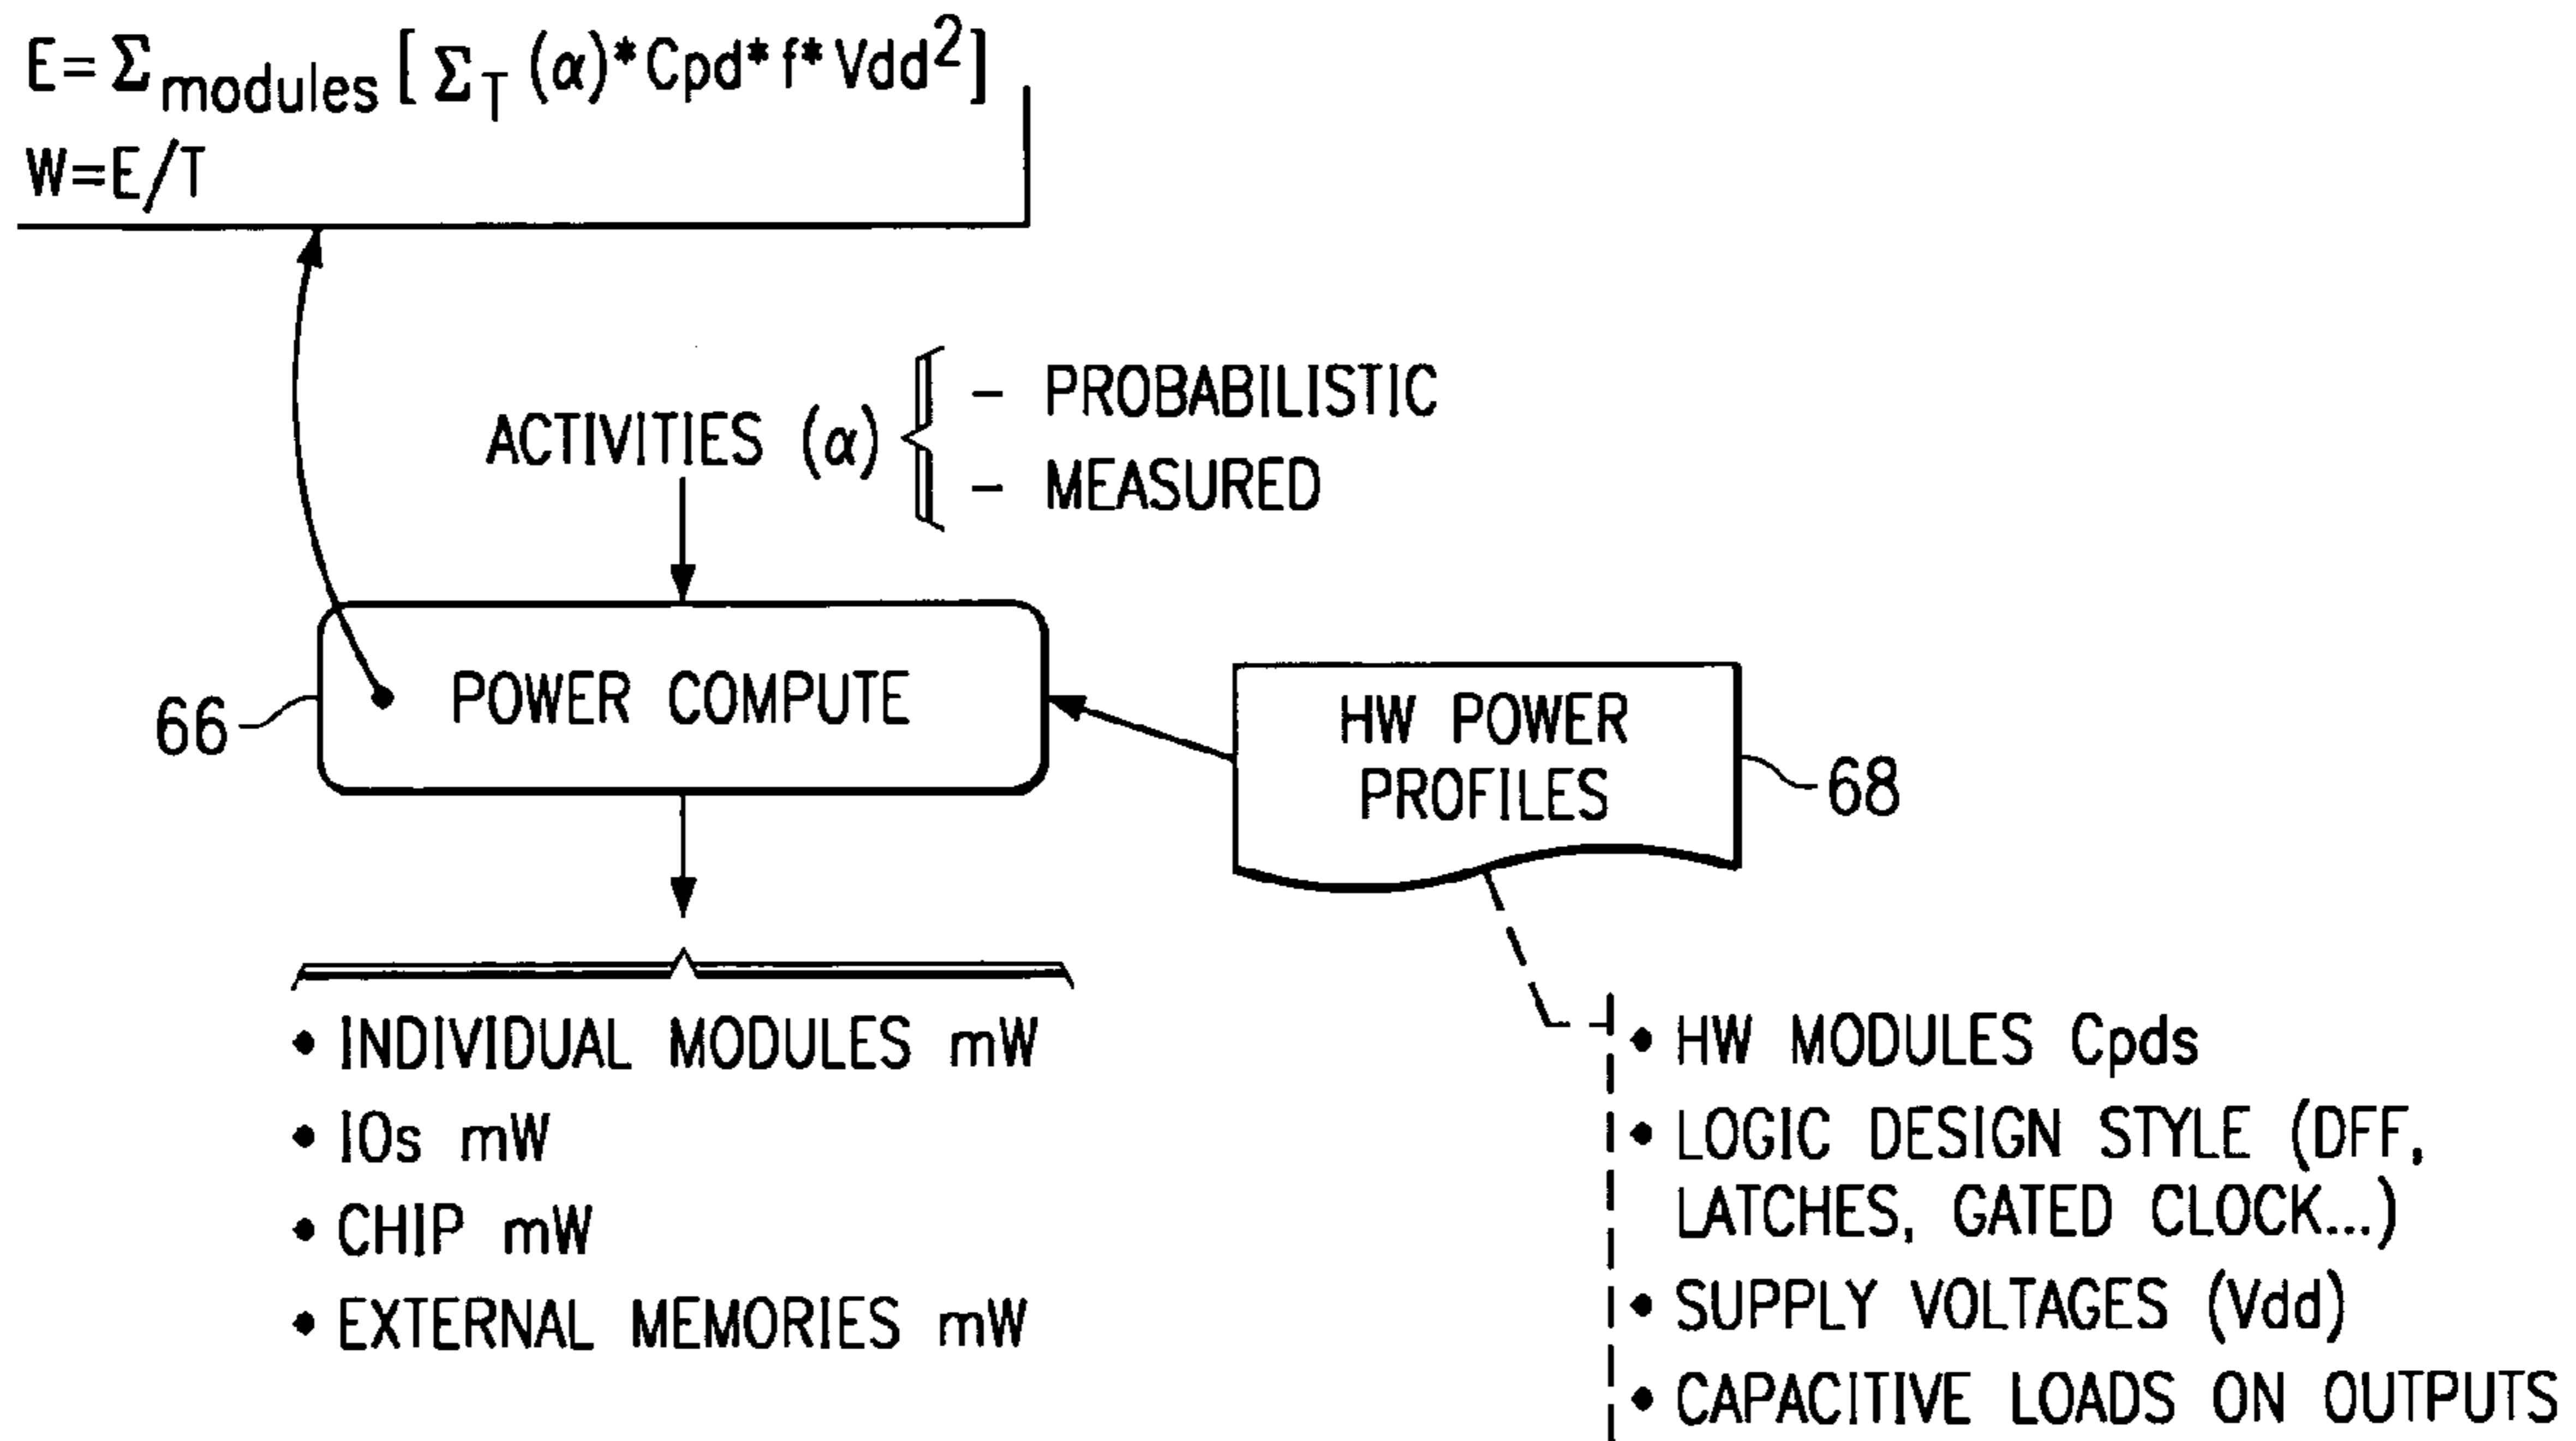 E=Σmodules[ΣT(α)*Cpd*f*Vdd²]
W=E/T
ACTIVITIES (α)
- PROBABILISTIC
- MEASURED
66
POWER COMPUTE
HW POWER
PROFILES
68
• INDIVIDUAL MODULES mW
• IOs mW
• CHIP mW
• EXTERNAL MEMORIES mW
• HW MODULES Cpds
• LOGIC DESIGN STYLE (DFF,
LATCHES, GATED CLOCK...)
• SUPPLY VOLTAGES (Vdd)
• CAPACITIVE LOADS ON OUTPUTS